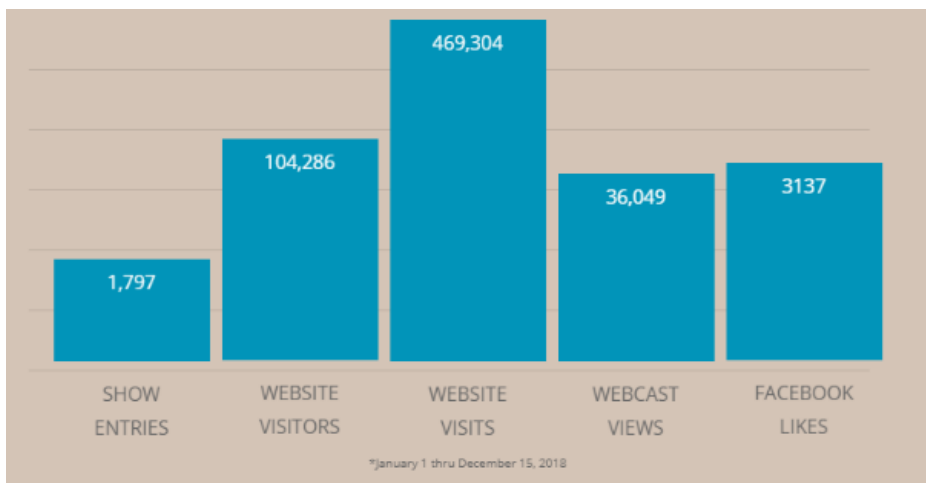 469,304
104,286
36,049
3137
1,797
SHOW
ENTRIES
WEBSITE
VISITORS
WEBSITE
VISITS
WEBCAST
VIEWS
FACEBOOK
LIKES
*January 1 thru December 15, 2018